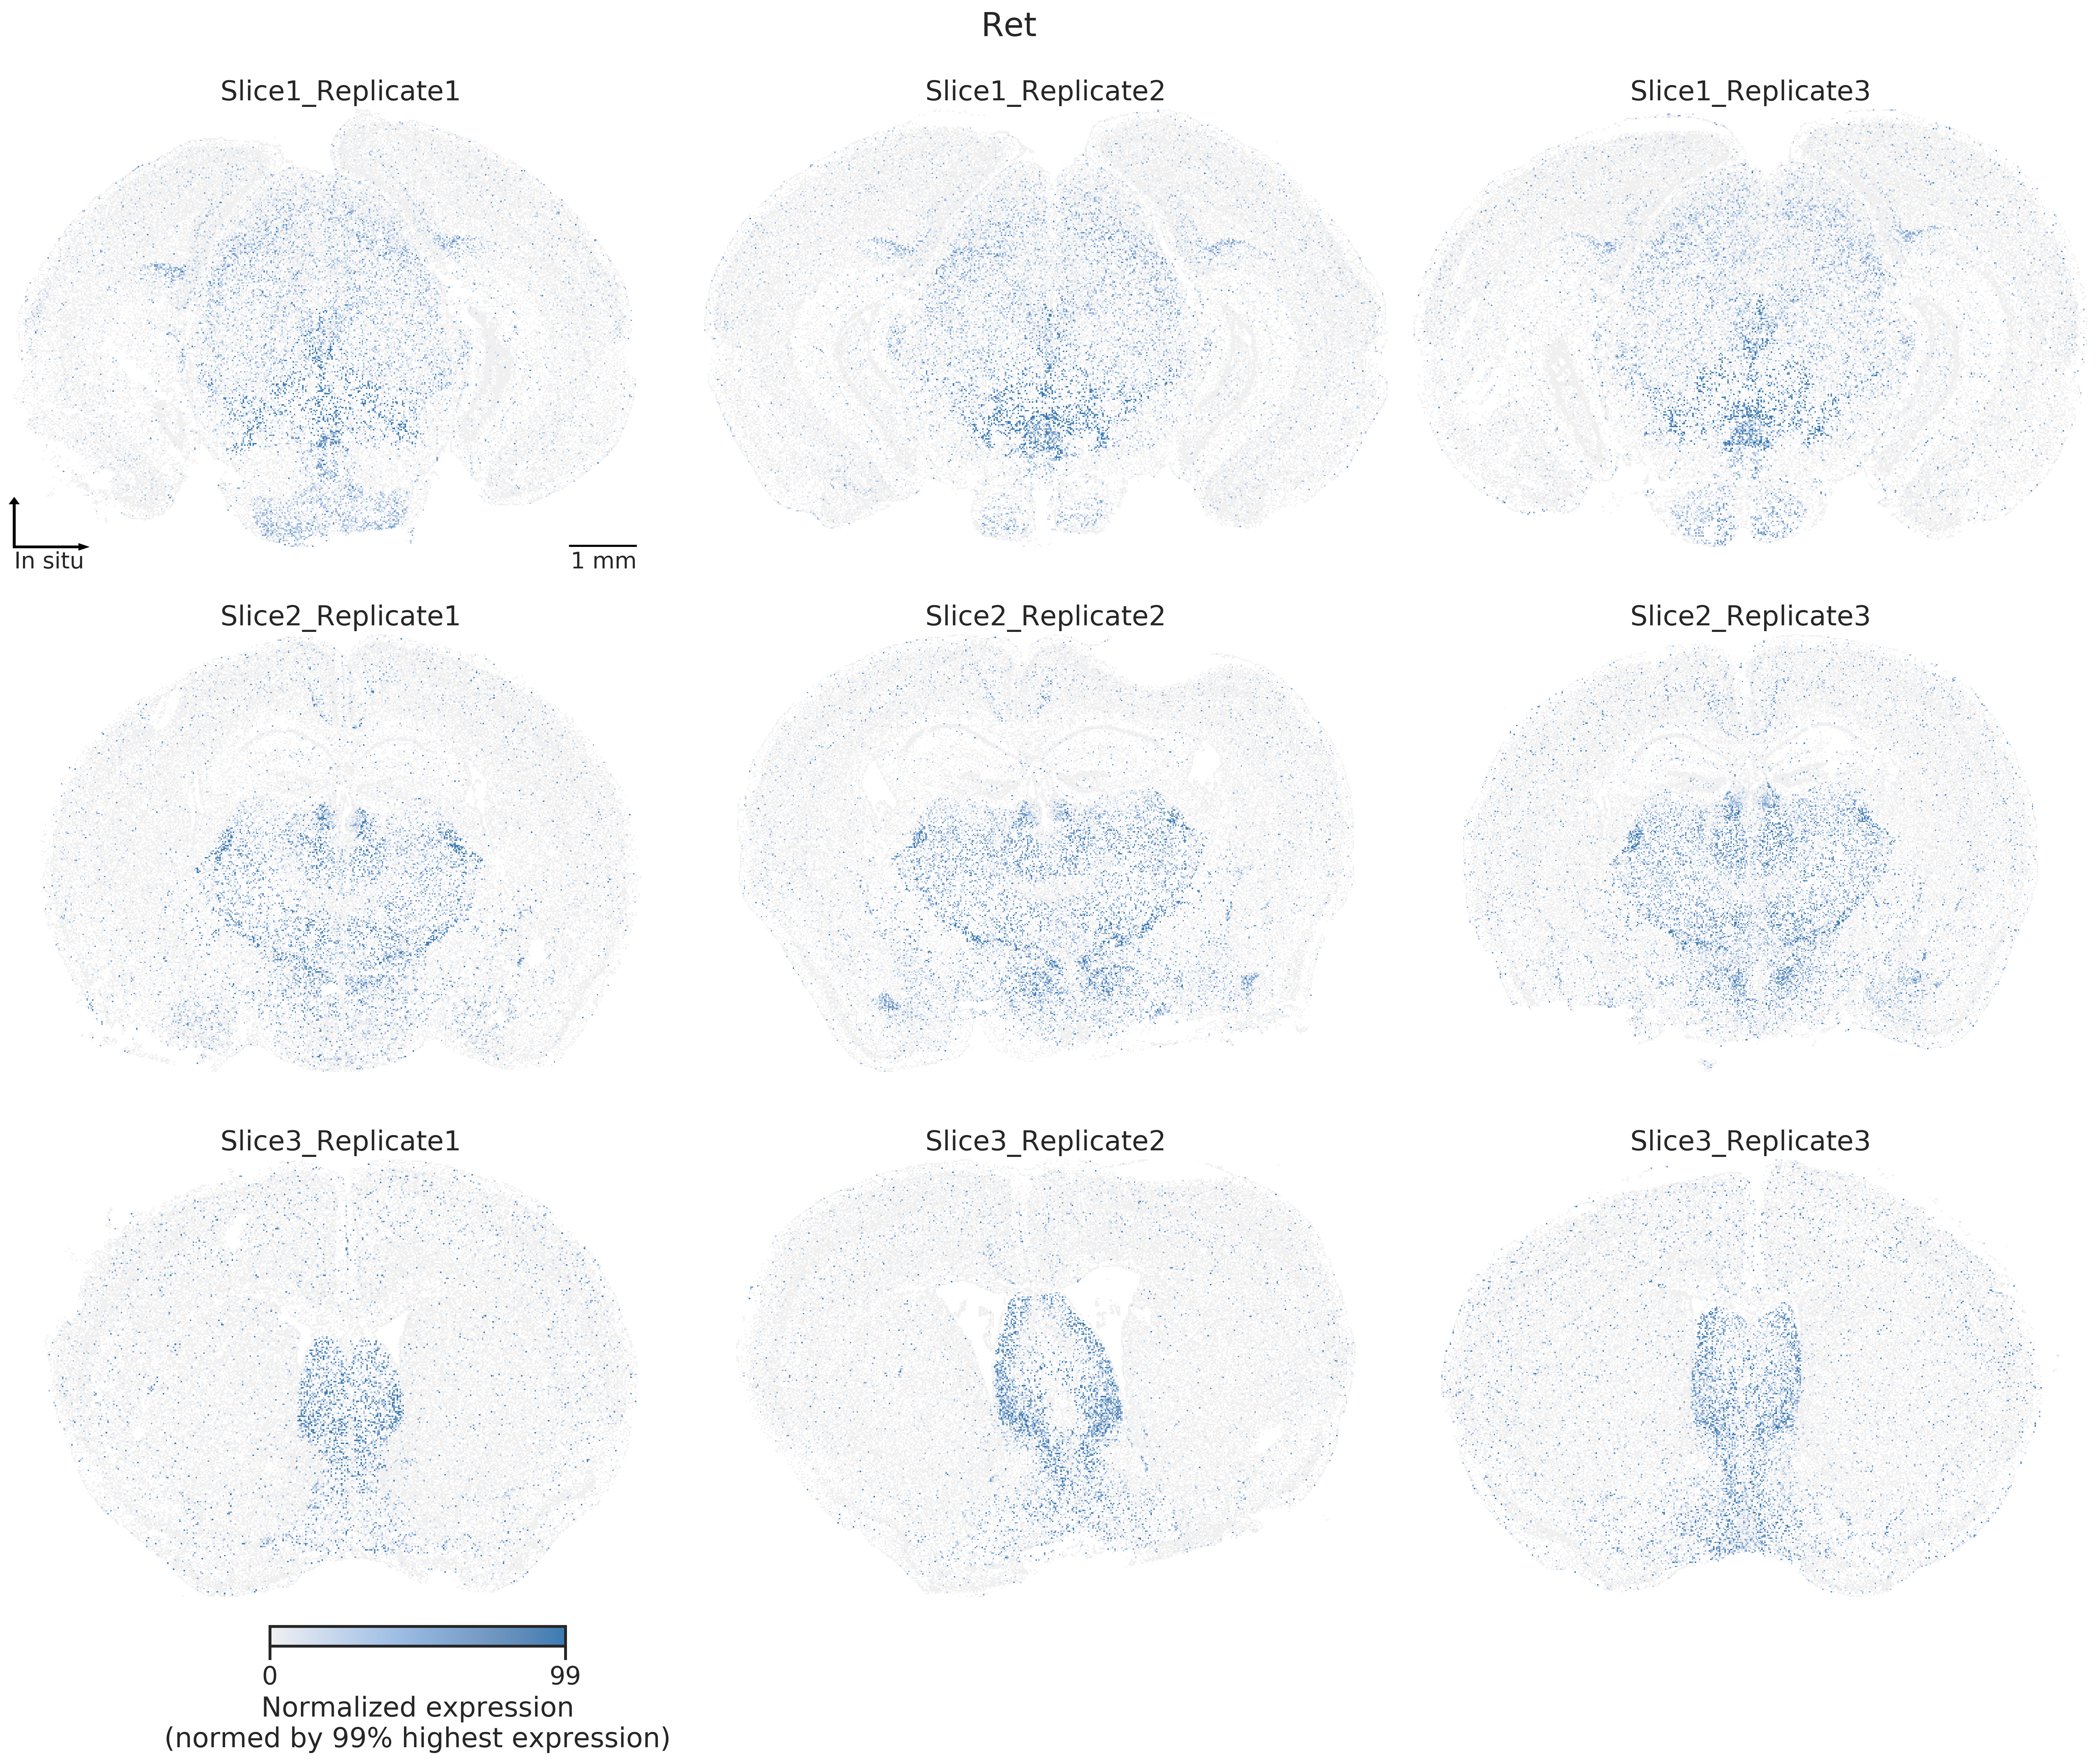 Ret
Slice1_Replicate1
Slice1_Replicate2
Slice1_Replicate3
In situ
1 mm
Slice2_Replicate1
Slice2_Replicate2
Slice2_Replicate3
Slice3_Replicate1
Slice3_Replicate2
Slice3_Replicate3
0
99
Normalized expression
(normed by 99% highest expression)